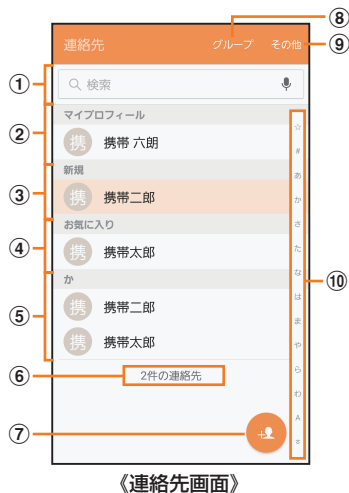 ⑧
連絡先 グループ その他 ⑨
① 検索
② マイプロフィール
携 携帯 六朗
新規
③ 携 携帯二郎
お気に入り
④ 携 携帯太郎
か
⑤ 携 携帯二郎
携 携帯太郎
⑥ 2件の連絡先
⑦
☆
#
あ
か
さ
た
な
は
ま
や
ら
わ
A
⑩
《連絡先画面》